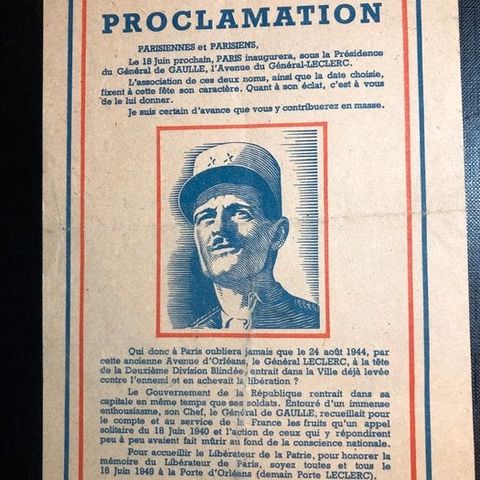 PROCLAMATION
PARISIENNES et PARISIENS,
Le 18 Juin prochain, PARIS inaugurera, sous la Présidence
du Général de GAULLE, l'Avenue du Général-LECLERC.
L'association de ces deux noms, ainsi que la date choisie,
fixent à cette fête son caractère. Quant à son éclat, c'est à vous
de le lui donner.
Je suis certain d'avance que vous y contribuerez en masse.
Qui donc à Paris oubliera jamais que le 24 août 1944, par
cette ancienne Avenue d'Orléans, le Général LECLERC, à la tête
de la Deuxième Division Blindée, entrait dans la Ville déjà levée
contre l'ennemi et en achevait la libération ?
Le Gouvernement de la République rentrait dans sa
capitale en même temps que ses soldats. Entouré d'un immense
enthousiasme, son Chef, le Général de GAULLE, recueillait pour
le compte et au service de la France les fruits qu'un appel
solitaire du 18 Juin 1940 et l'action de ceux qui y répondirent
peu à peu avaient fait mûrir au fond de la conscience nationale.
Pour accueillir le Libérateur de la Patrie, pour honorer la
mémoire du Libérateur de Paris, soyez toutes et tous le
18 Juin 1949 à la Porte d'Orléans (demain Porte LECLERC).